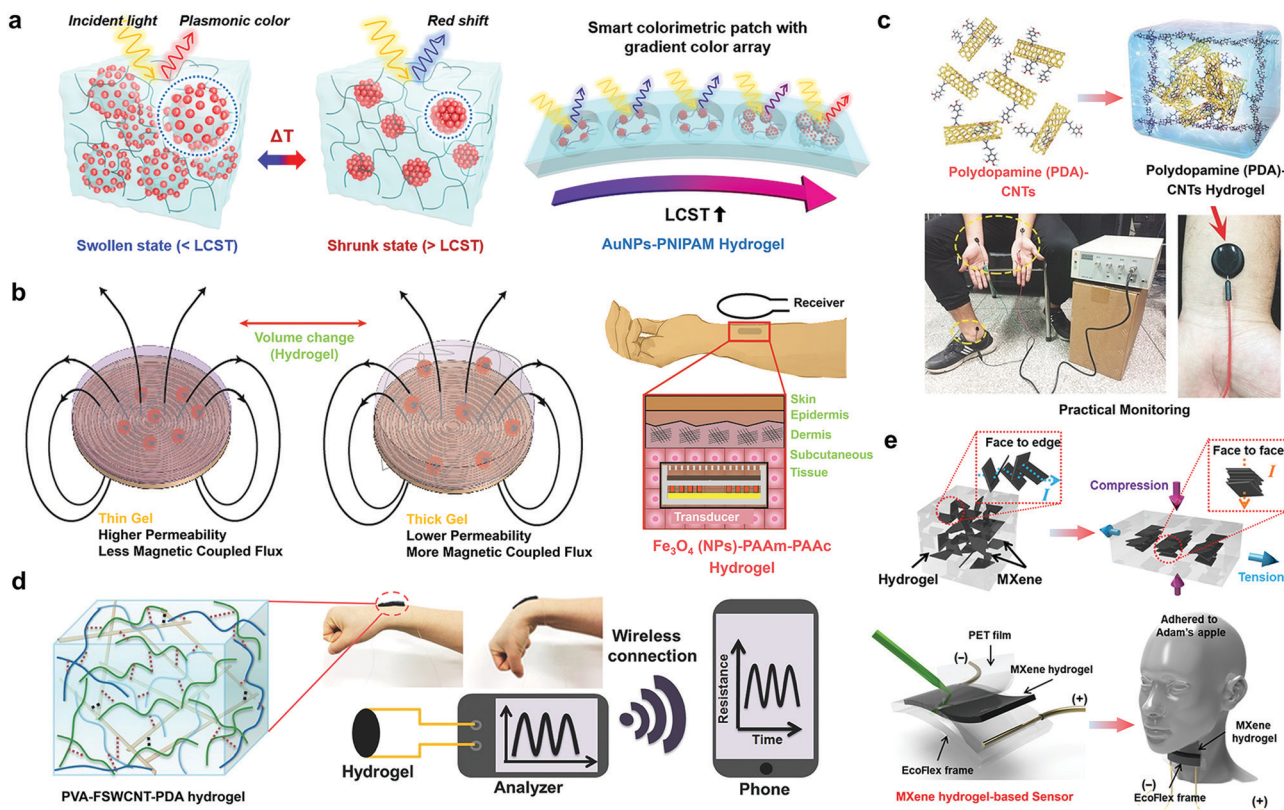 a
Incident light
Plasmonic color
Red shift
ΔT
Swollen state (< LCST)
Shrunk state (> LCST)
Smart colorimetric patch with
gradient color array
LCST ⬆
AuNPs-PNIPAM Hydrogel
b
Volume change
(Hydrogel)
Thin Gel
Higher Permeability
Less Magnetic Coupled Flux
Thick Gel
Lower Permeability
More Magnetic Coupled Flux
Receiver
Skin
Epidermis
Dermis
Subcutaneous
Tissue
Transducer
Fe₃O₄ (NPs)-PAAm-PAAc
Hydrogel
c
Polydopamine (PDA)-
CNTs
Polydopamine (PDA)-
CNTs Hydrogel
Practical Monitoring
d
PVA-FSWCNT-PDA hydrogel
Hydrogel
Analyzer
Wireless
connection
Resistance
Time
Phone
e
Face to edge
I
Hydrogel
MXene
Compression
Face to face
I
Tension
PET film
(−)
MXene hydrogel
(+)
EcoFlex frame
MXene hydrogel-based Sensor
Adhered to
Adam's apple
MXene
hydrogel
(−)
EcoFlex frame
(+)